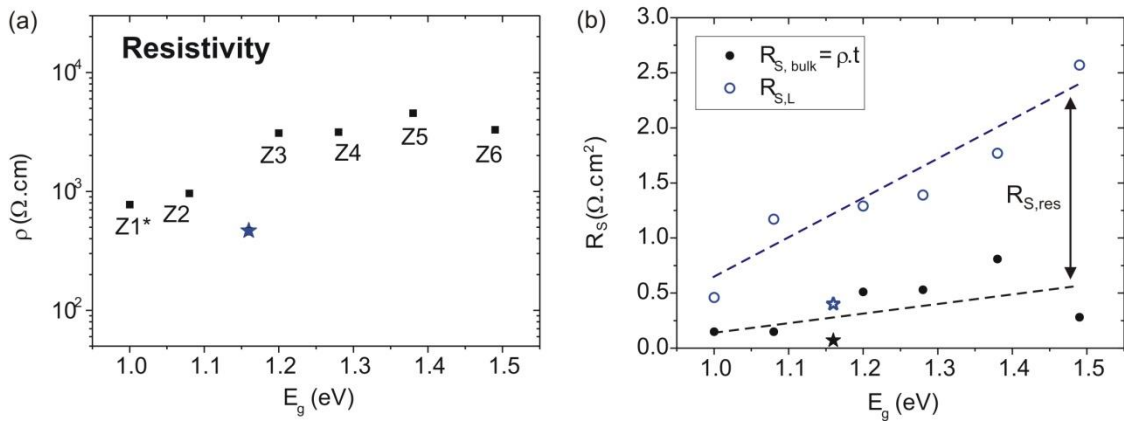 (a)
Resistivity
10⁴
10³
10²
ρ (Ω.cm)
Z1*
Z2
Z3
Z4
Z5
Z6
1.0 1.1 1.2 1.3 1.4 1.5
E_g (eV)
(b)
3.0
2.5
2.0
1.5
1.0
0.5
0.0
R_S(Ω.cm²)
R_S, bulk = ρ.t
R_S,L
R_S,res
1.0 1.1 1.2 1.3 1.4 1.5
E_g (eV)